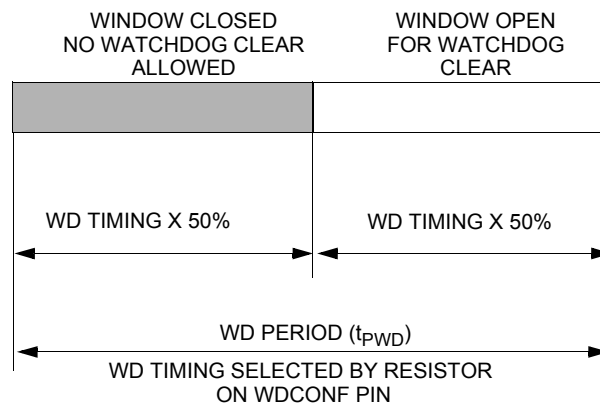 WINDOW CLOSED
NO WATCHDOG CLEAR
ALLOWED
WINDOW OPEN
FOR WATCHDOG
CLEAR
WD TIMING X 50%
WD TIMING X 50%
WD PERIOD (tPWD)
WD TIMING SELECTED BY RESISTOR
ON WDCONF PIN